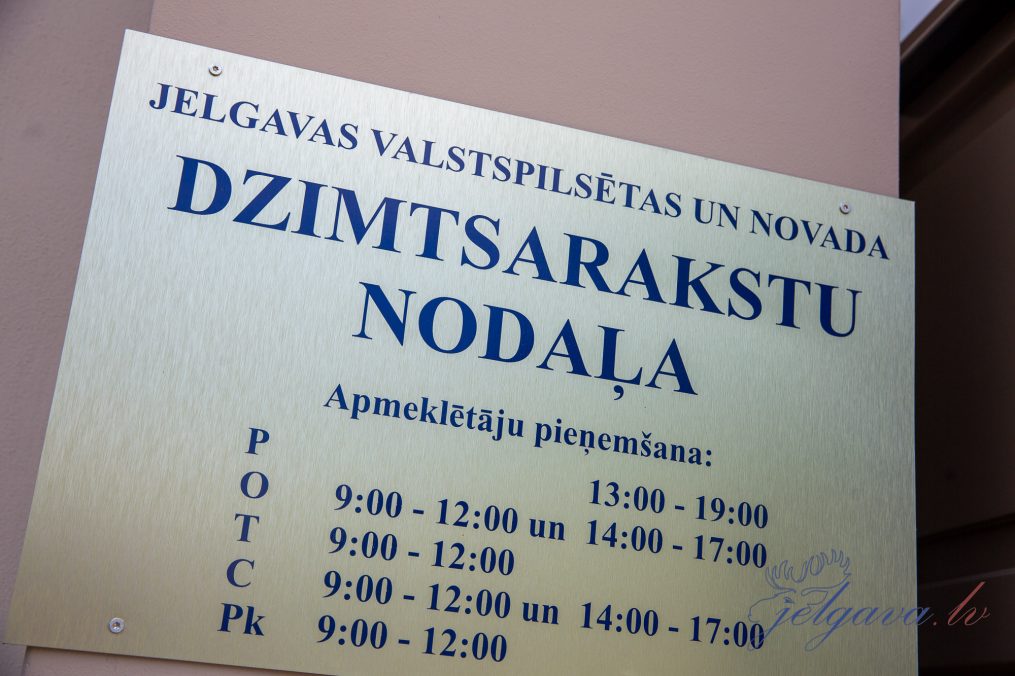 JELGAVAS VALSTSPILSĒTAS UN NOVADA
DZIMTSARAKSTU
NODAĻA
Apmeklētāju pieņemšana:
P 13:00 - 19:00
O 9:00 - 12:00 un 14:00 - 17:00
T 9:00 - 12:00
C 9:00 - 12:00 un 14:00 - 17:00
Pk 9:00 - 12:00
jelgava.lv